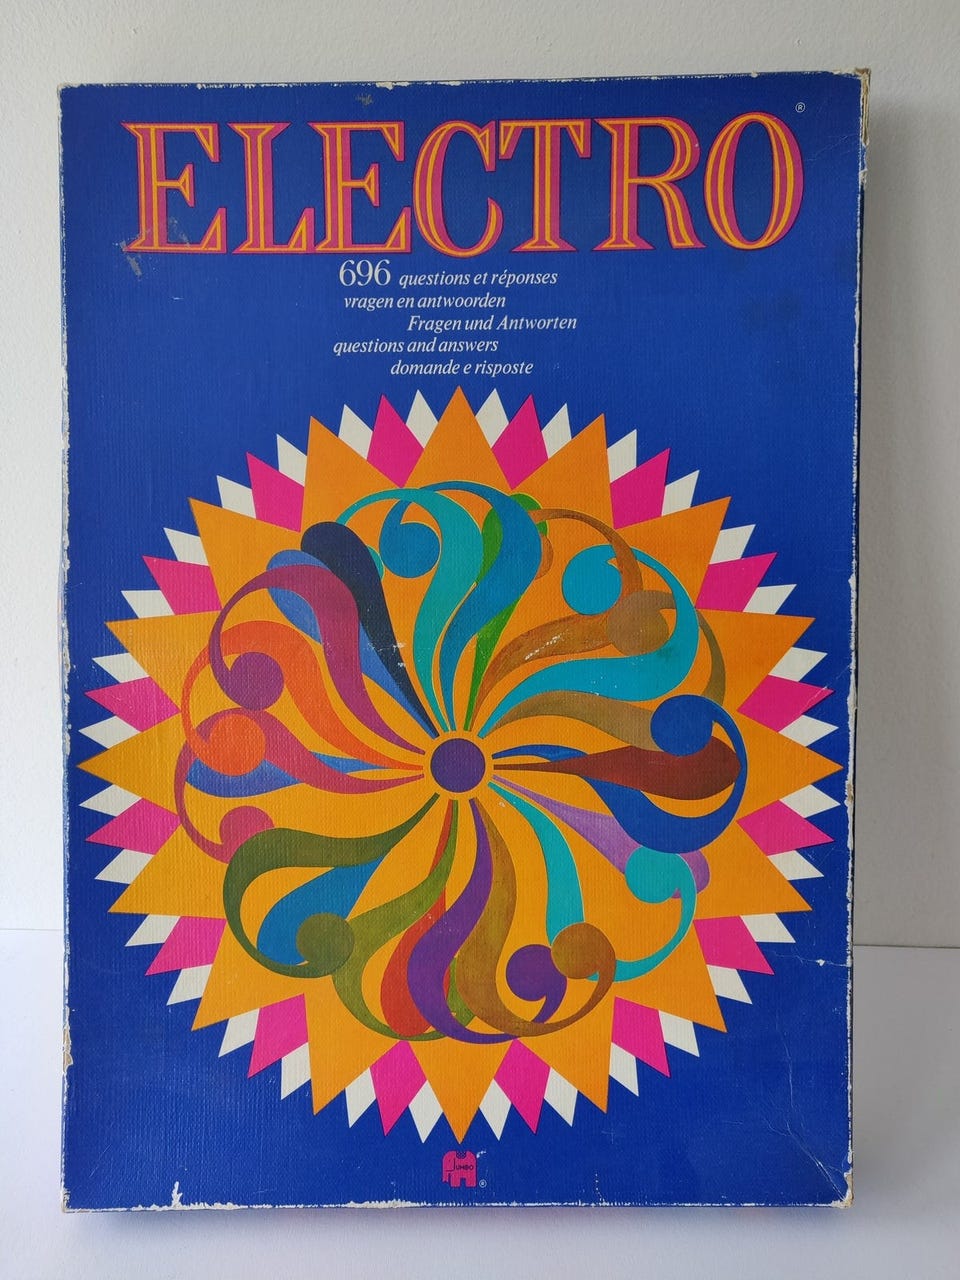 ELECTRO ®
696 questions et réponses
vragen en antwoorden
Fragen und Antworten
questions and answers
domande e risposte
JUMBO ®